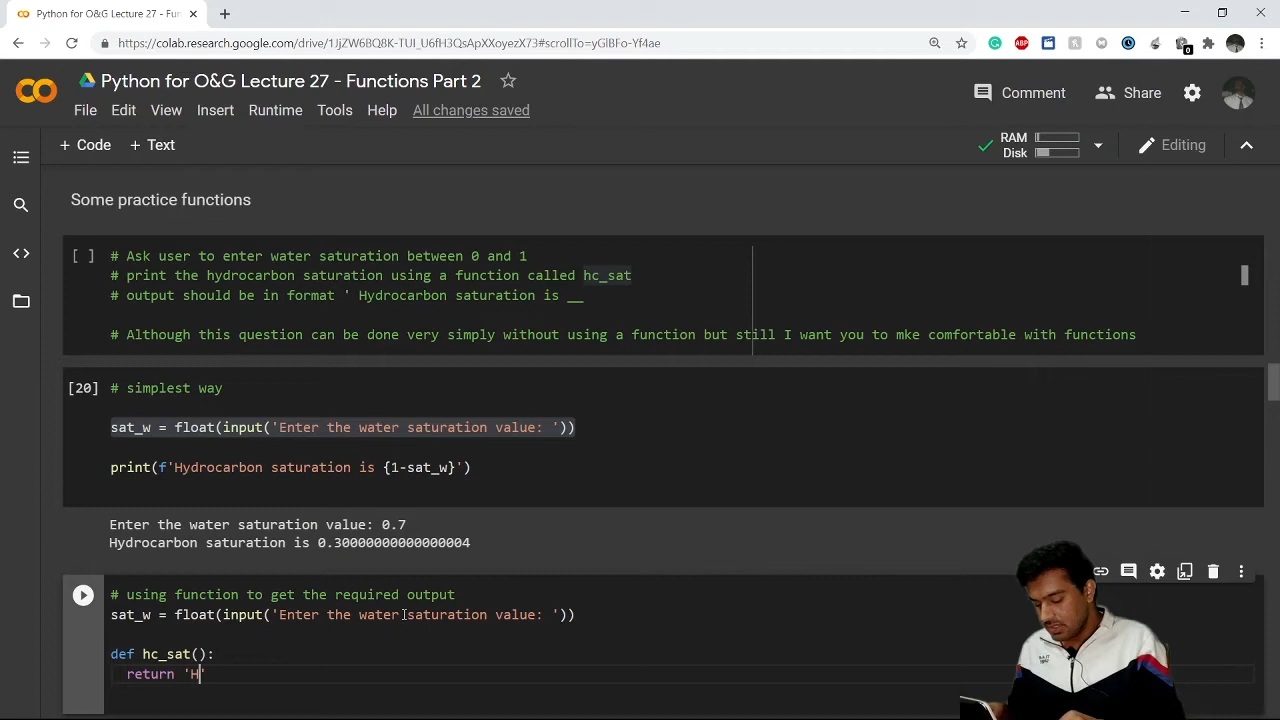 Python for O&G Lecture 27 - Fun
https://colab.research.google.com/drive/1JjZW6EQ8K-TUI_U6fH3QsApXXoyezX73#scrollTo=yGlBFo-Yf4ae
Python for O&G Lecture 27 - Functions Part 2
Comment
Share
File Edit View Insert Runtime Tools Help All changes saved
+ Code + Text
RAM
Disk
Editing
Some practice functions
[ ] # Ask user to enter water saturation between 0 and 1
# print the hydrocarbon saturation using a function called hc_sat
# output should be in format ' Hydrocarbon saturation is __
# Although this question can be done very simply without using a function but still I want you to mke comfortable with functions
[20] # simplest way
sat_w = float(input('Enter the water saturation value: '))
print(f'Hydrocarbon saturation is {1-sat_w}')
Enter the water saturation value: 0.7
Hydrocarbon saturation is 0.30000000000000004
# using function to get the required output
sat_w = float(input('Enter the water saturation value: '))
def hc_sat():
return 'H'